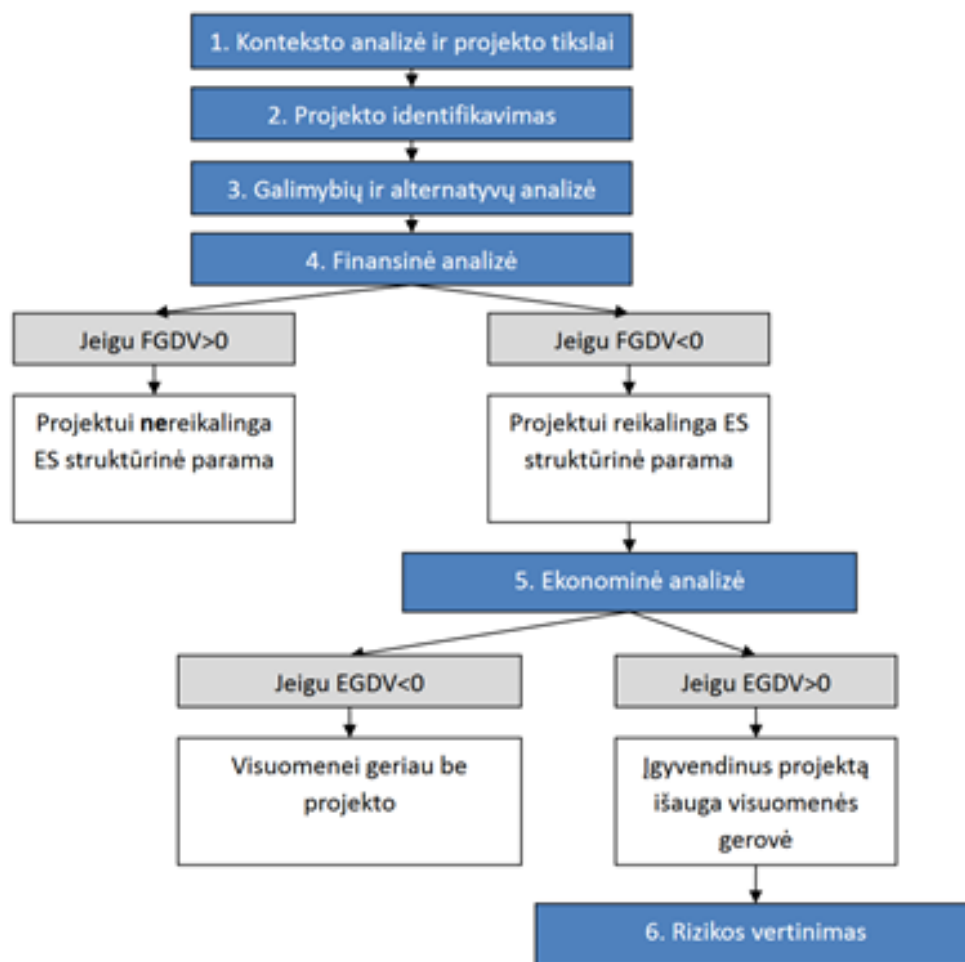 1. Konteksto analizė ir projekto tikslai
2. Projekto identifikavimas
3. Galimybių ir alternatyvų analizė
4. Finansinė analizė
Jeigu FGDV>0
Jeigu FGDV<0
Projektui nereikalinga
ES struktūrinė parama
Projektui reikalinga ES
struktūrinė parama
5. Ekonominė analizė
Jeigu EGDV<0
Jeigu EGDV>0
Visuomenei geriau be
projekto
Įgyvendinus projektą
išauga visuomenės
gerovė
6. Rizikos vertinimas